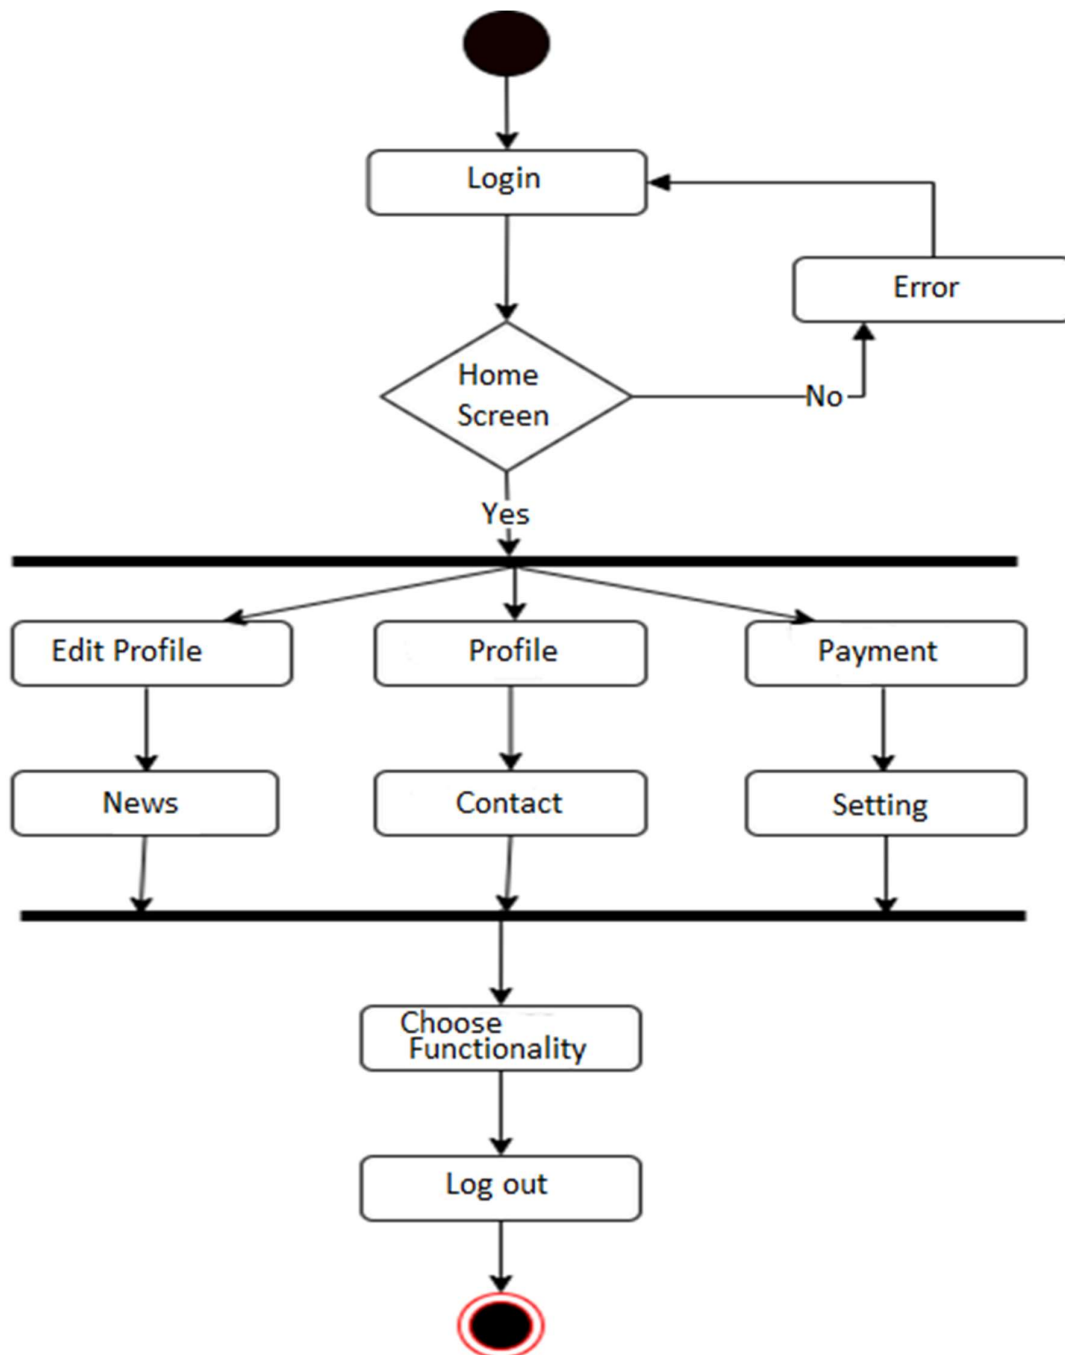 Login
Error
Home
Screen
No
Yes
Edit Profile
Profile
Payment
News
Contact
Setting
Choose
Functionality
Log out